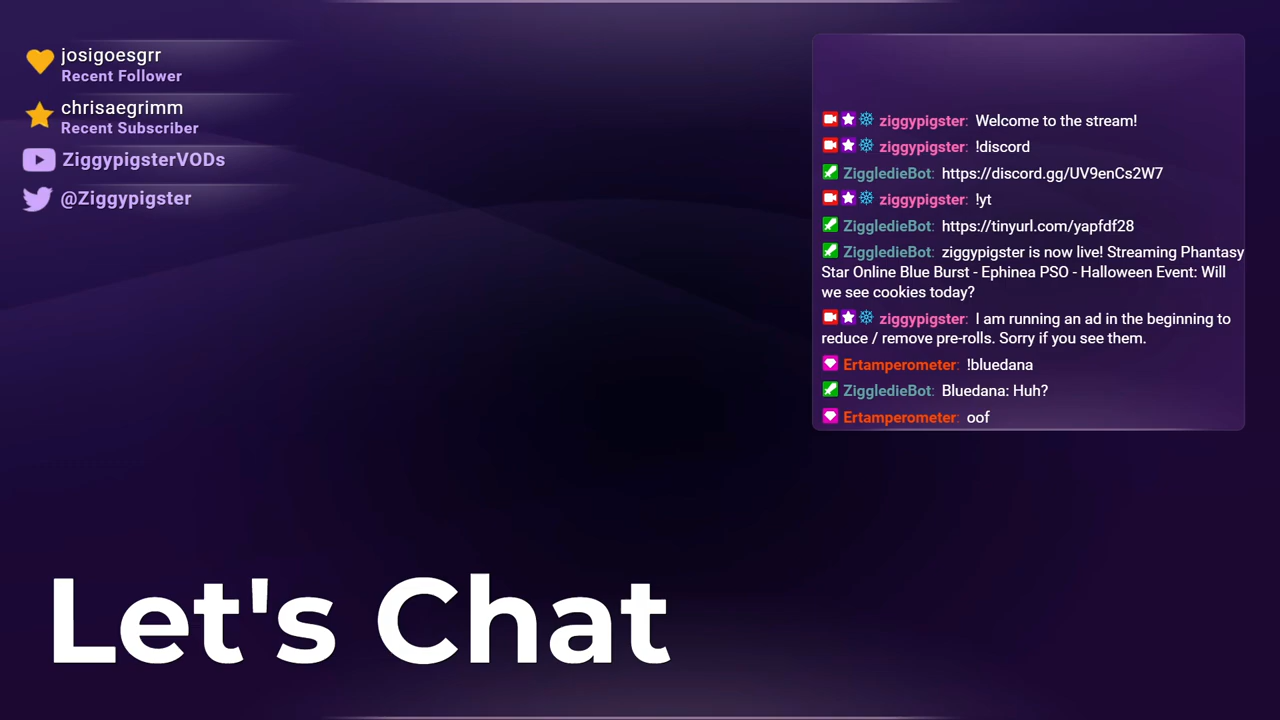 josigoesgrr
Recent Follower
chrisaegrimm
Recent Subscriber
ZiggypigsterVODs
@Ziggypigster
ziggypigster: Welcome to the stream!
ziggypigster: !discord
ZiggledieBot: https://discord.gg/UV9enCs2W7
ziggypigster: !yt
ZiggledieBot: https://tinyurl.com/yapfdf28
ZiggledieBot: ziggypigster is now live! Streaming Phantasy
Star Online Blue Burst - Ephinea PSO - Halloween Event: Will
we see cookies today?
ziggypigster: I am running an ad in the beginning to
reduce / remove pre-rolls. Sorry if you see them.
Ertamperometer: !bluedana
ZiggledieBot: Bluedana: Huh?
Ertamperometer: oof
Let's Chat